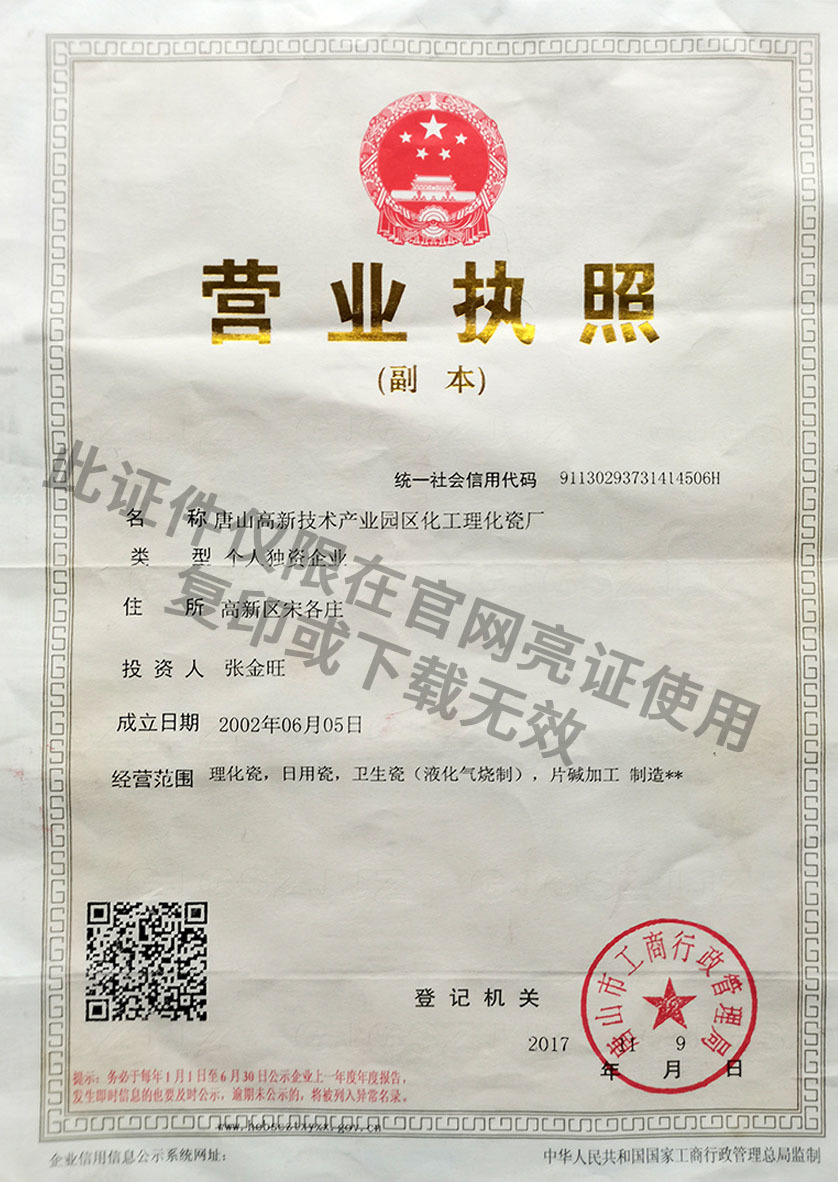 营业执照
(副 本)
统一社会信用代码 91130293731414506H
名 称 唐山高新技术产业园区化工理化瓷厂
类 型 个人独资企业
住 所 高新区宋各庄
投 资 人 张金旺
成立日期 2002年06月05日
经营范围 理化瓷，日用瓷，卫生瓷（液化气烧制），片碱加工 制造**
此证件仅限在官网亮证使用
复印或下载无效
登 记 机 关
唐山市工商行政管理局
2017 11 9
年 月 日
提示：务必于每年1月1日至6月30日公示企业上一年度年度报告，
发生即时信息的也要及时公示，逾期未公示的，将被列入异常名录。
www.hebscztxyxx.gov.cn
企业信用信息公示系统网址：
中华人民共和国国家工商行政管理总局监制